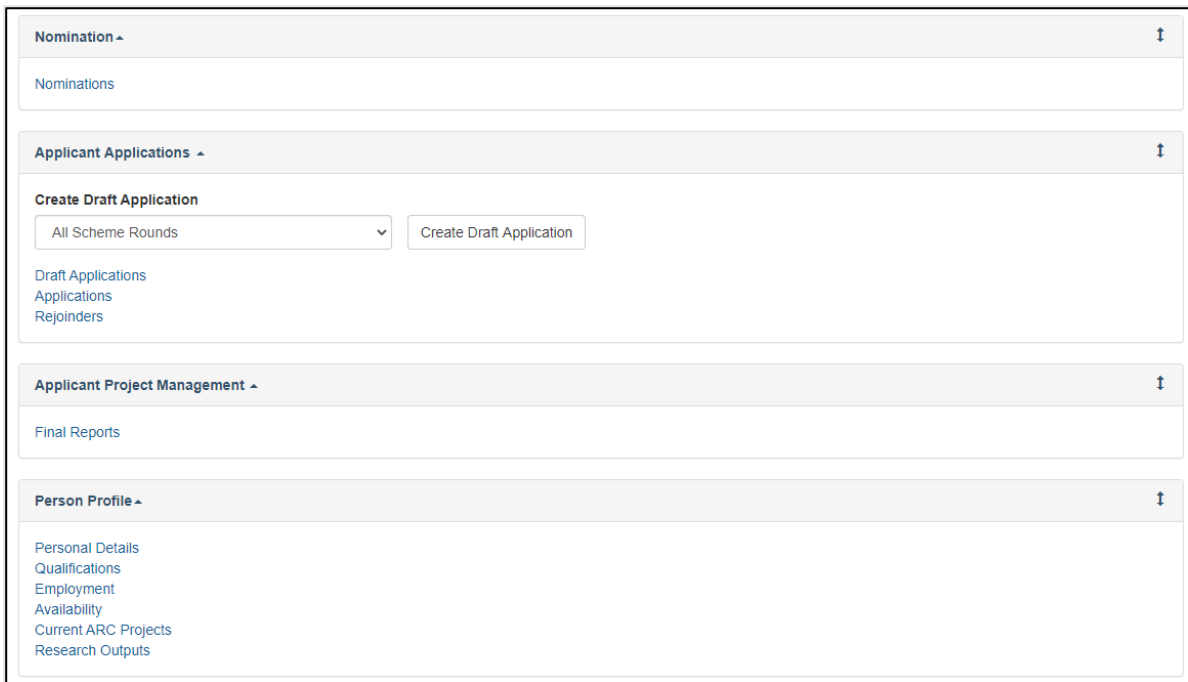 Nomination
Nominations
Applicant Applications
Create Draft Application
All Scheme Rounds Create Draft Application
Draft Applications
Applications
Rejoinders
Applicant Project Management
Final Reports
Person Profile
Personal Details
Qualifications
Employment
Availability
Current ARC Projects
Research Outputs